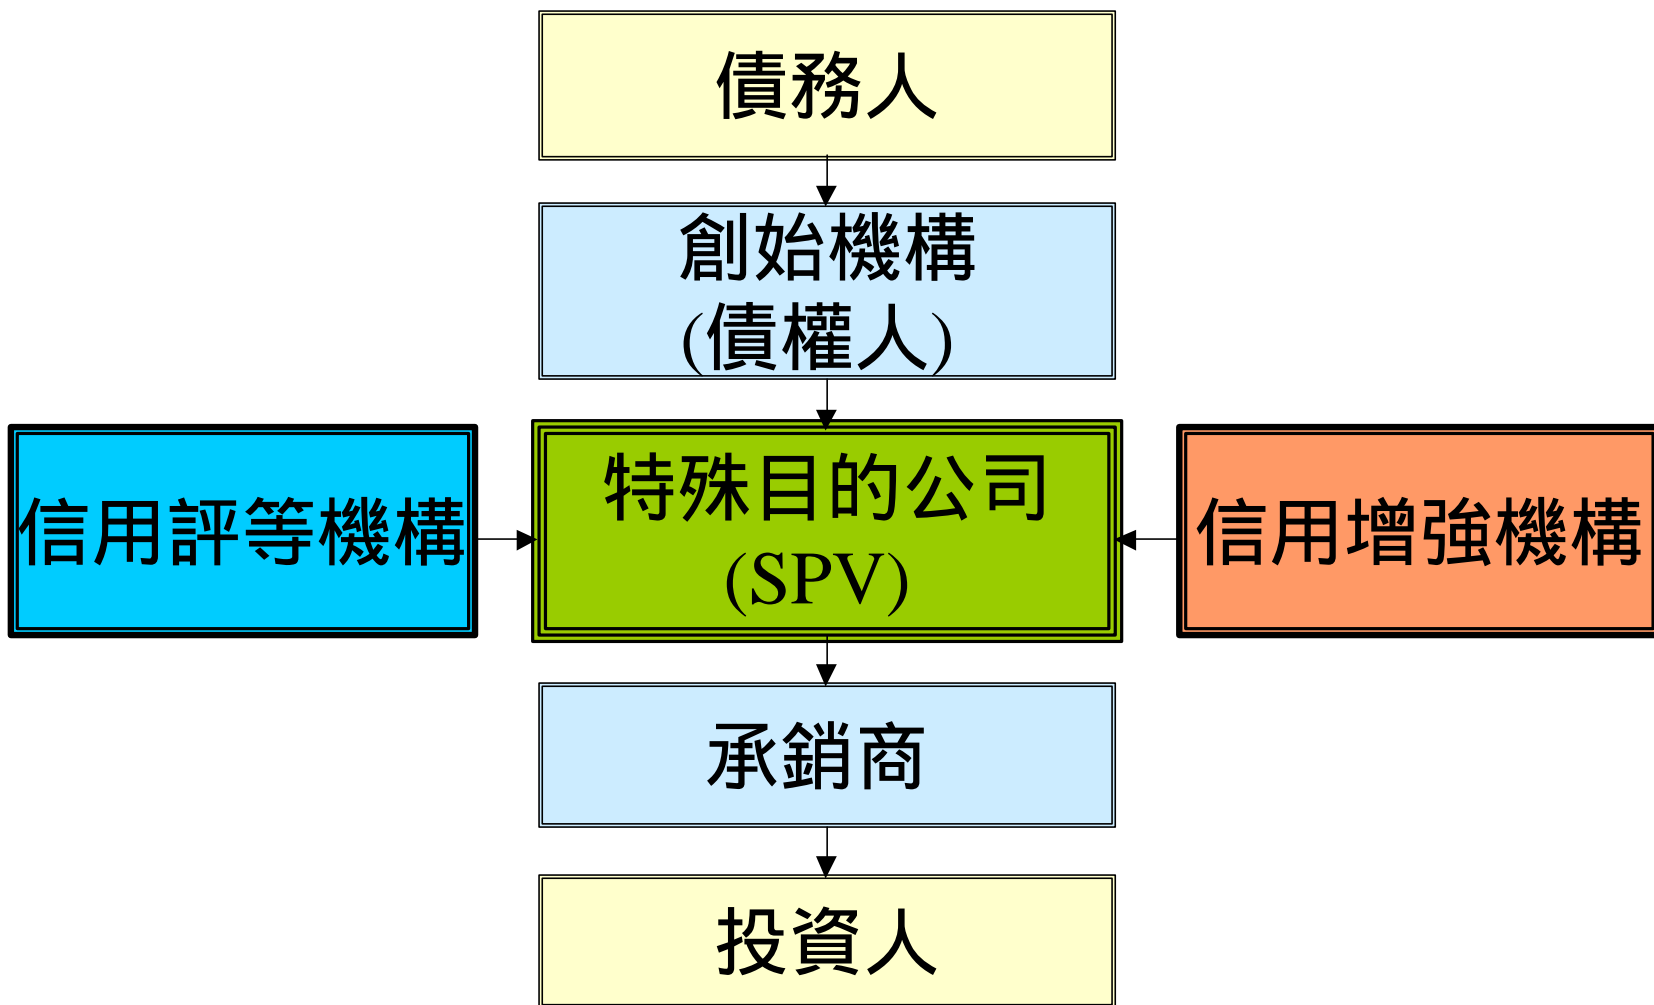 債務人
創始機構
(債權人)
信用評等機構
特殊目的公司
(SPV)
信用增強機構
承銷商
投資人